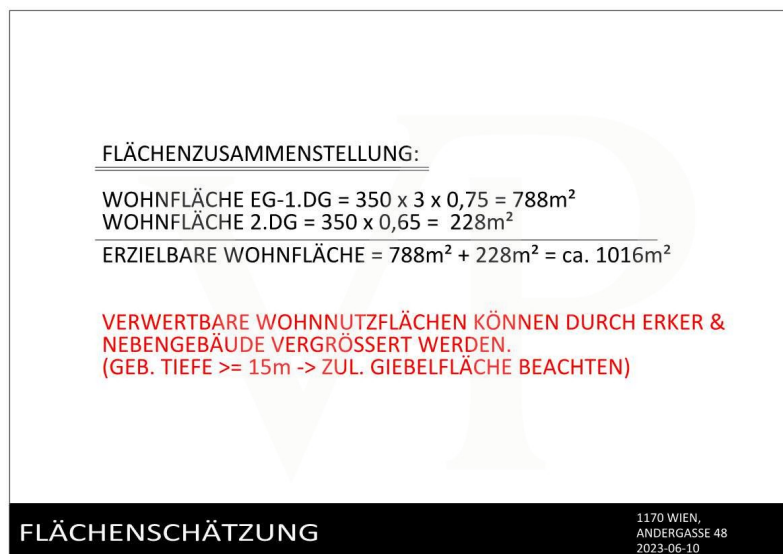 FLÄCHENZUSAMMENSTELLUNG:
WOHNFLÄCHE EG-1.DG = 350 x 3 x 0,75 = 788m²
WOHNFLÄCHE 2.DG = 350 x 0,65 = 228m²
ERZIELBARE WOHNFLÄCHE = 788m² + 228m² = ca. 1016m²
VERWERTBARE WOHNNUTZFLÄCHEN KÖNNEN DURCH ERKER &
NEBENGEBÄUDE VERGRÖSSERT WERDEN.
(GEB. TIEFE >= 15m -> ZUL. GIEBELFLÄCHE BEACHTEN)
FLÄCHENSCHÄTZUNG
1170 WIEN,
ANDERGASSE 48
2023-06-10
VP